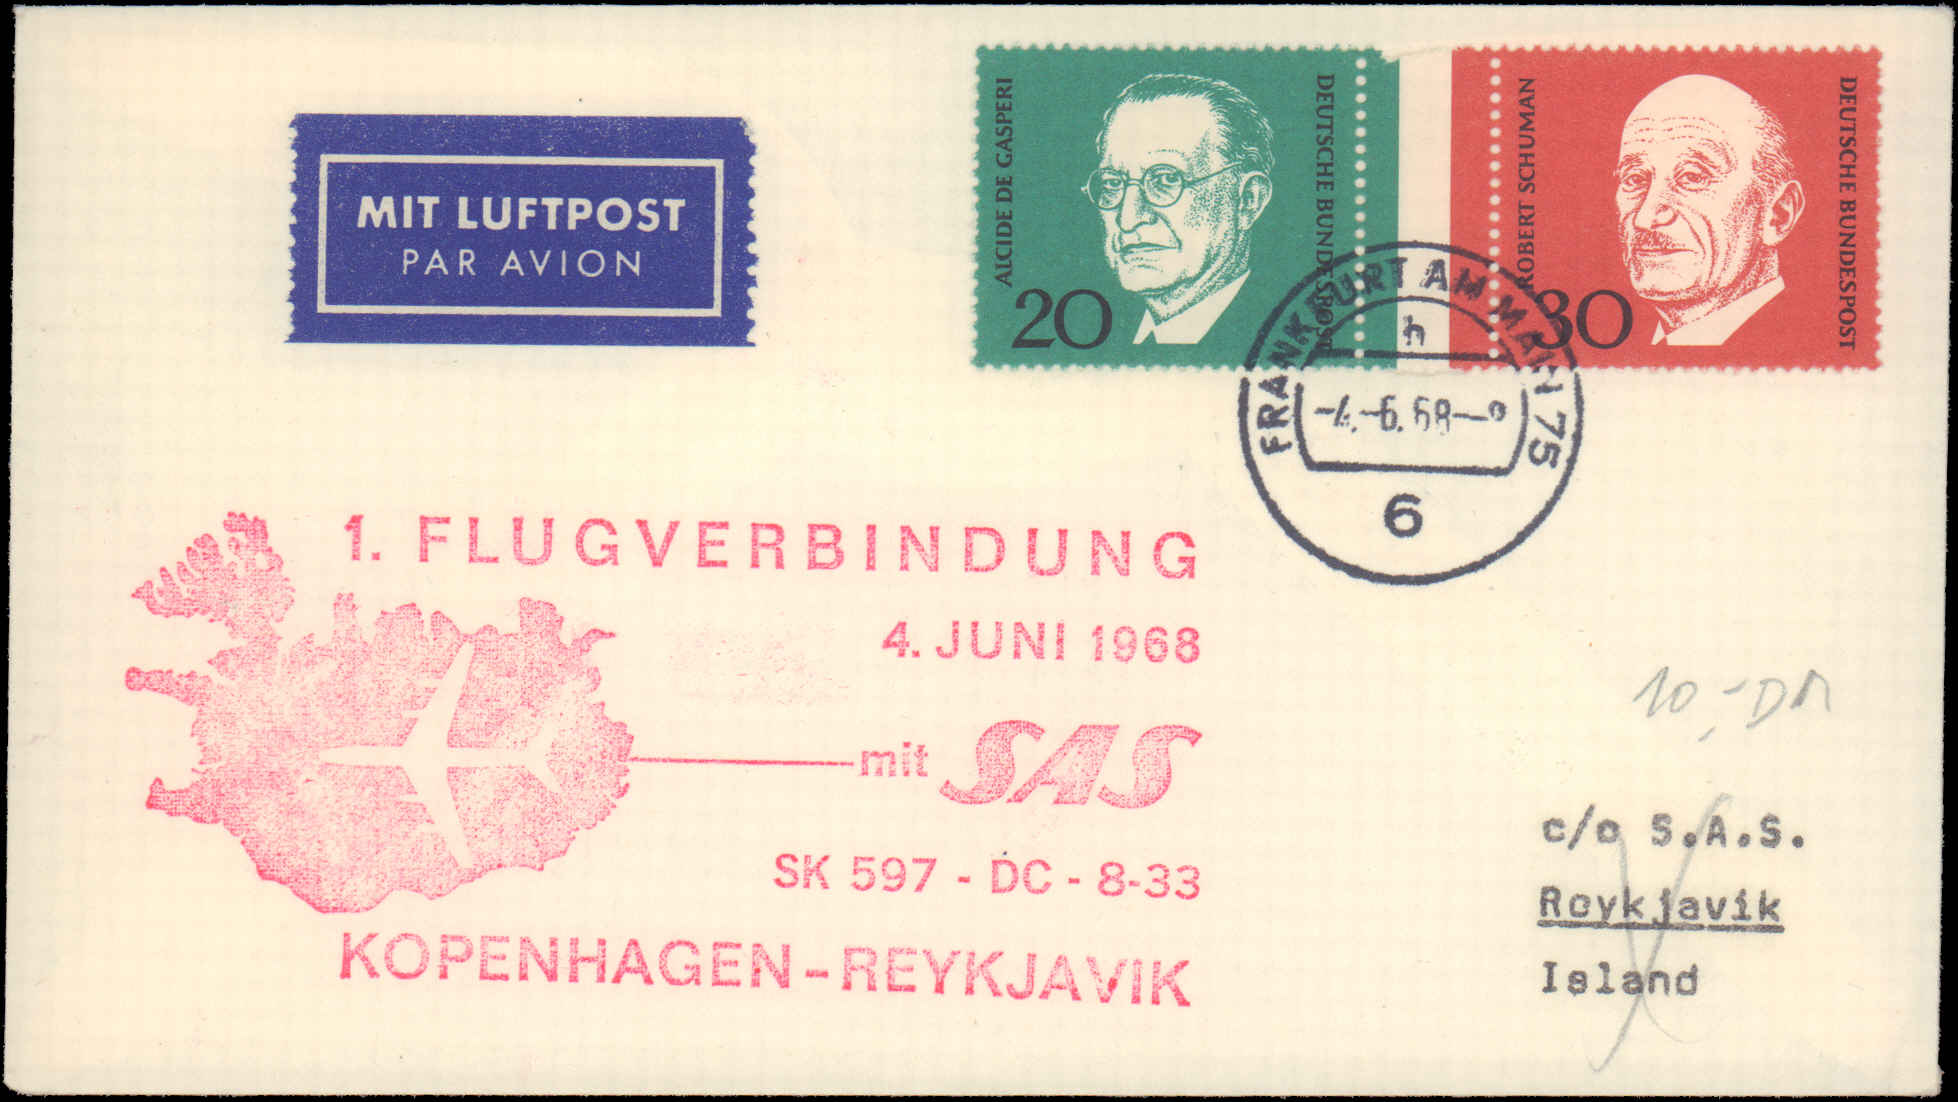 MIT LUFTPOST
PAR AVION
ALCIDE DE GASPERI
DEUTSCHE BUNDESPOST
20
ROBERT SCHUMAN
DEUTSCHE BUNDESPOST
30
FRANKFURT AM MAIN 75
h
-4.-6.68-
6
1. FLUGVERBINDUNG
4. JUNI 1968
mit SAS
SK 597 - DC - 8-33
KOPENHAGEN - REYKJAVIK
10,- DM
c/o S.A.S.
Reykjavik
Island